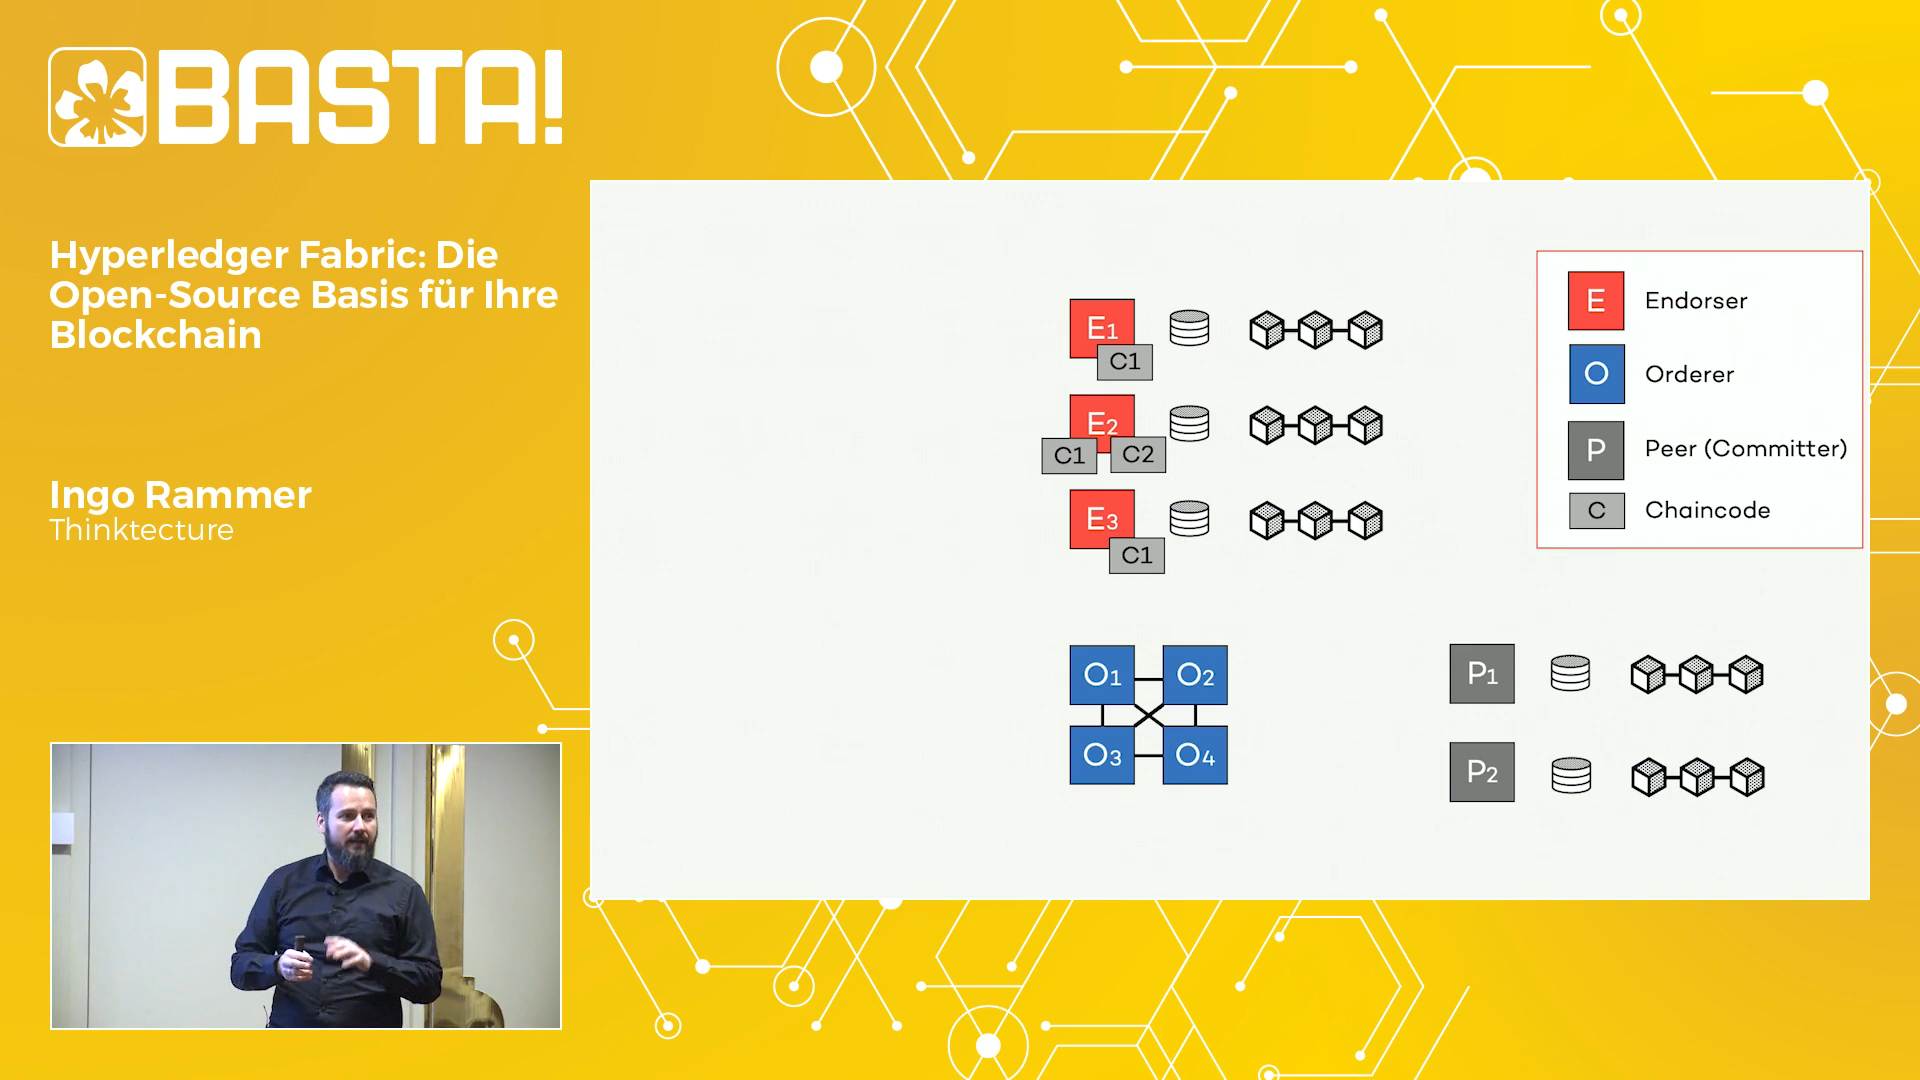 BASTA!
Hyperledger Fabric: Die
Open-Source Basis für Ihre
Blockchain
Ingo Rammer
Thinktecture
E1
C1
E2
C1
C2
E3
C1
O1
O2
O3
O4
E Endorser
O Orderer
P Peer (Committer)
C Chaincode
P1
P2